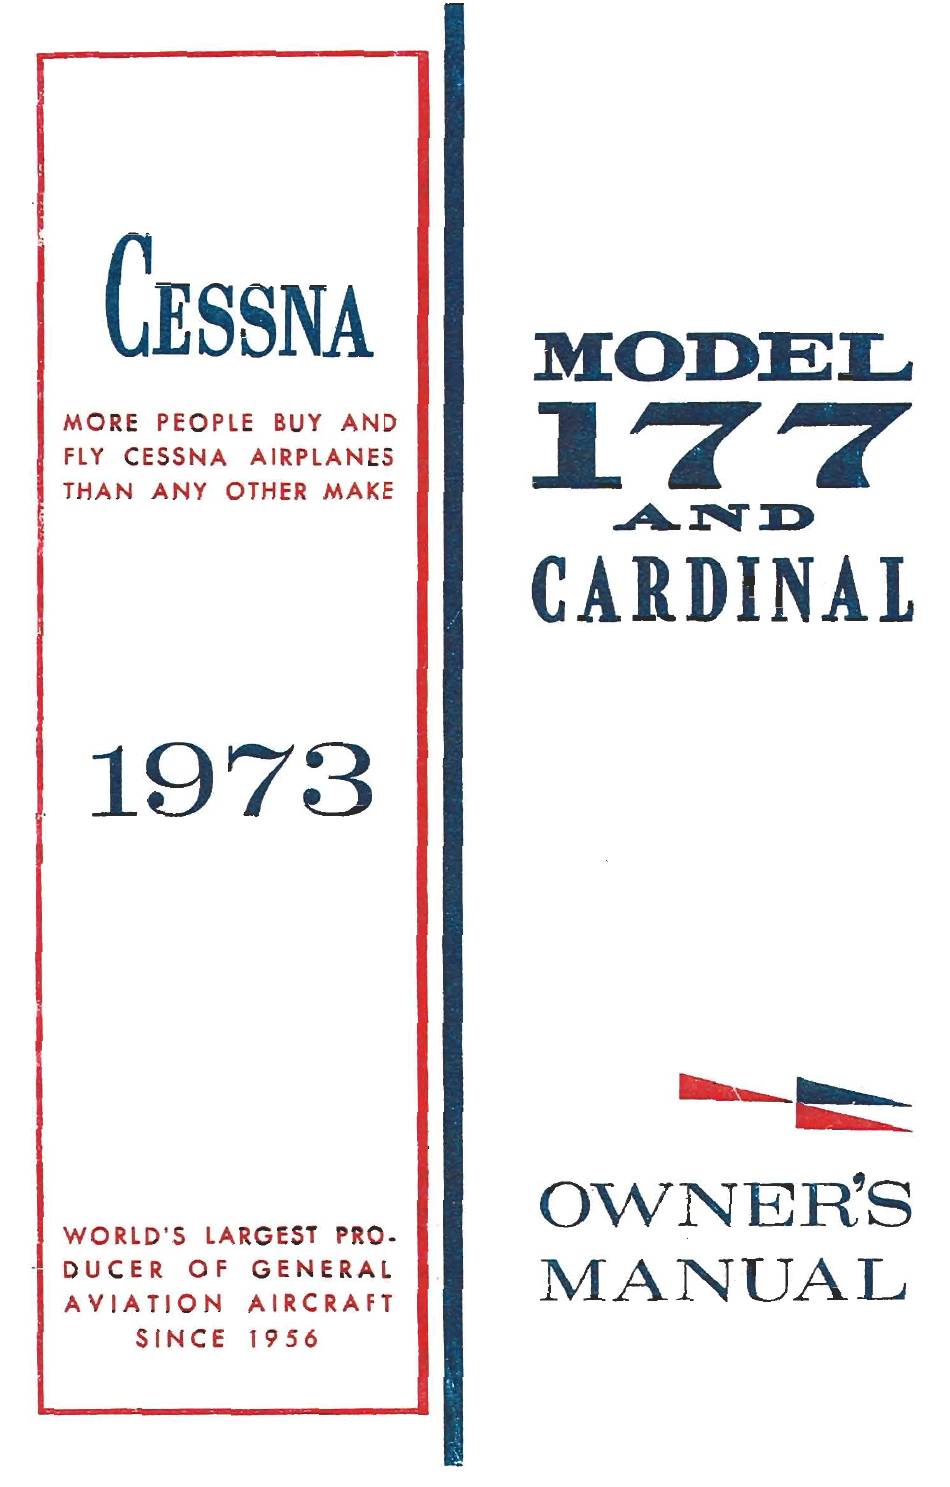 CESSNA
MORE PEOPLE BUY AND
FLY CESSNA AIRPLANES
THAN ANY OTHER MAKE
1973
WORLD'S LARGEST PRO-
DUCER OF GENERAL
AVIATION AIRCRAFT
SINCE 1956
MODEL
177
AND
CARDINAL
OWNER'S
MANUAL